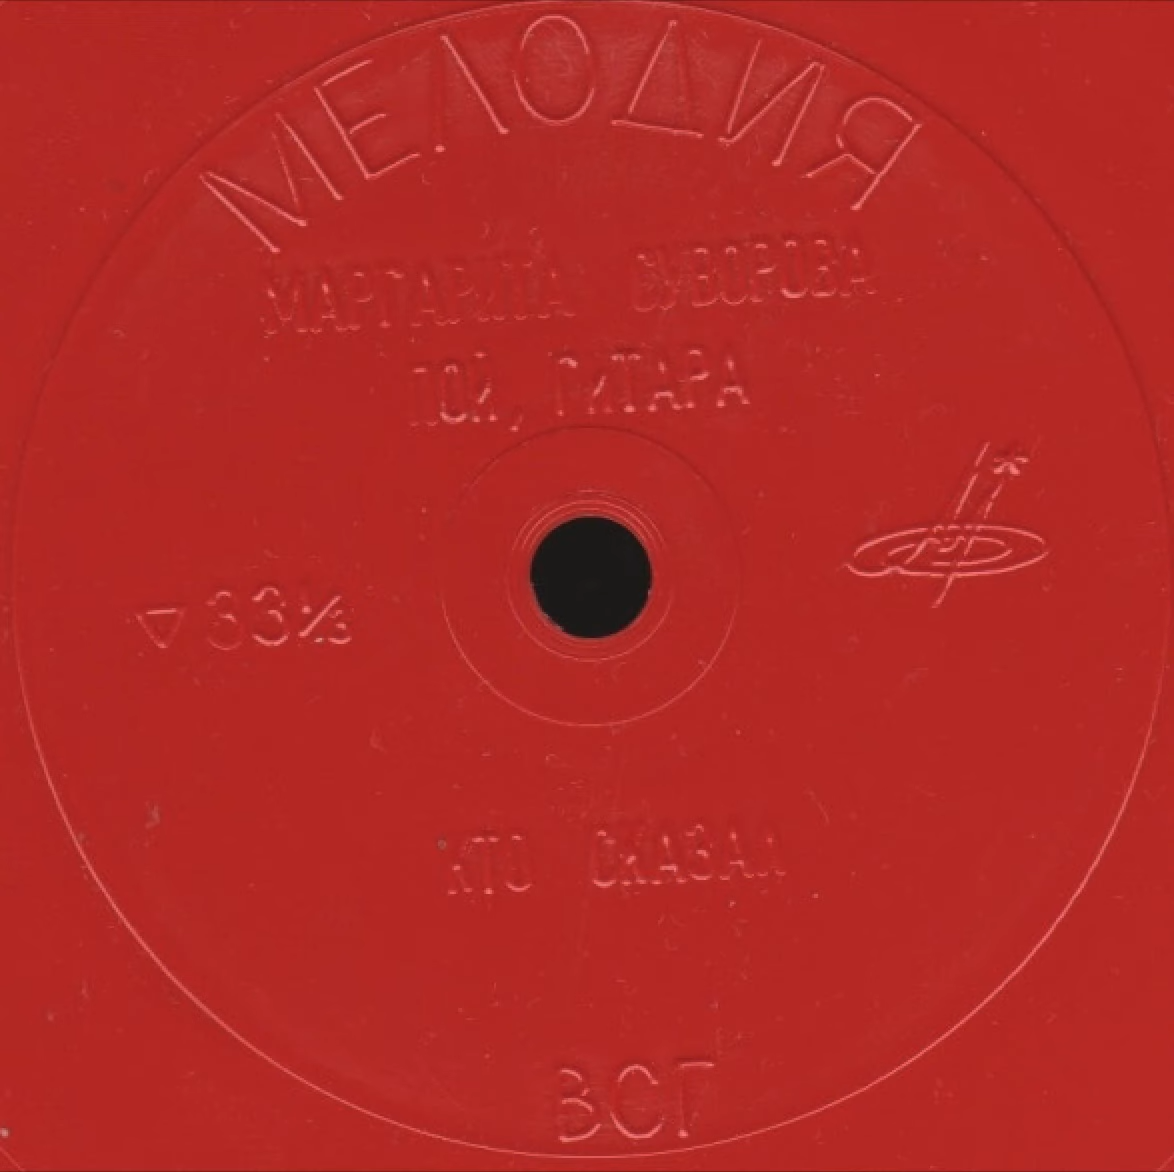 МЕЛОДИЯ
МАРГАРИТА СУВОРОВА
ПОЙ, ГИТАРА
▽ 33⅓
КТО СКАЗАЛ
ВСГ